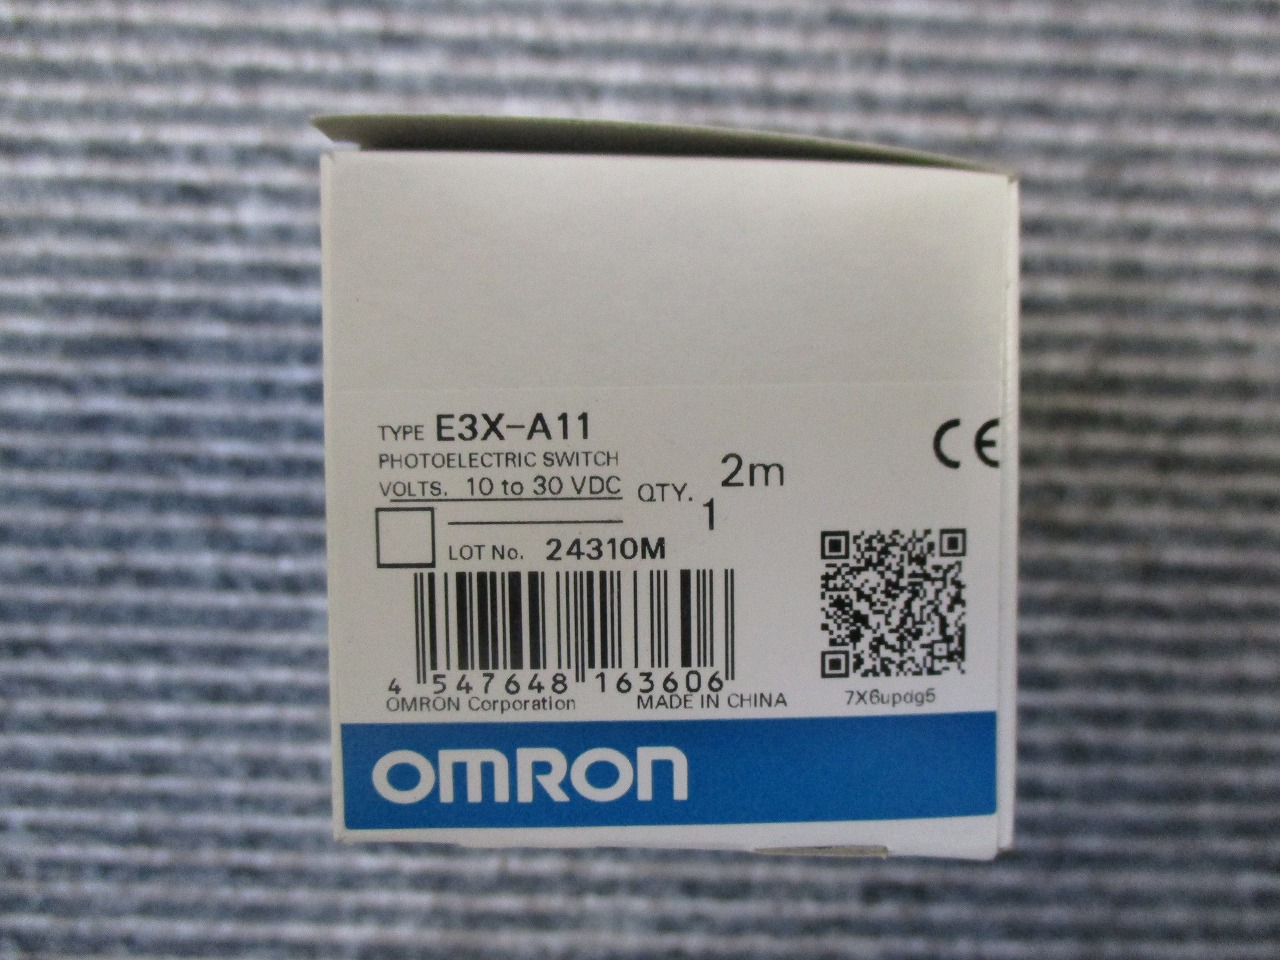 TYPE E3X-A11
PHOTOELECTRIC SWITCH
VOLTS. 10 to 30 VDC
2m
QTY. 1
LOT No. 24310M
4 547648 163606
OMRON Corporation MADE IN CHINA
CE
7X6updg5
OMRON